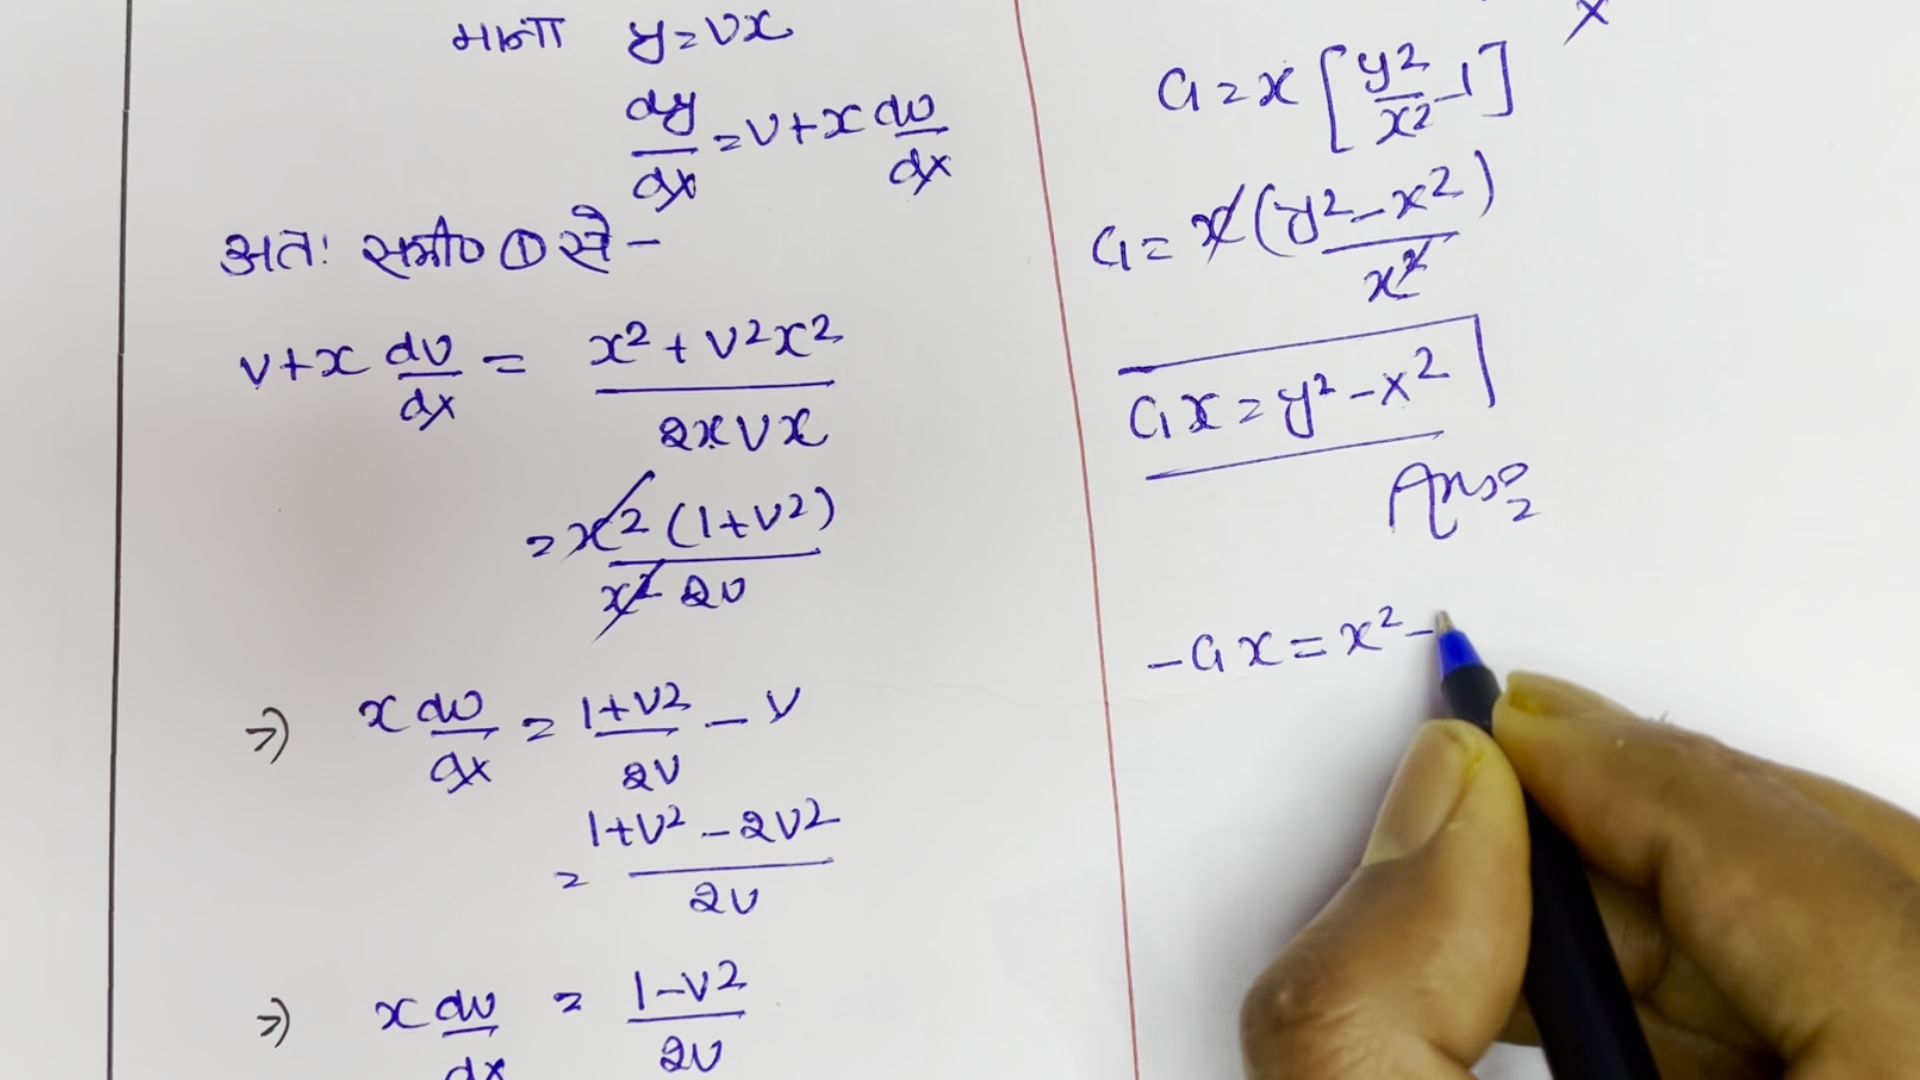 माना y=vx
dy/dx = v+x dv/dx
अतः समी० ① से –
v+x dv/dx = x²+v²x² / 2xvx
= x²(1+v²) / x² 2v
⇒ x dv/dx = 1+v²/2v – v
= 1+v²–2v² / 2v
⇒ x dv/dx = 1–v² / 2v
x
C₁ = x [y²/x² – 1]
C₁ = x (y²–x² / x²)
C₁x = y²–x²
Ans
–C₁x = x² –